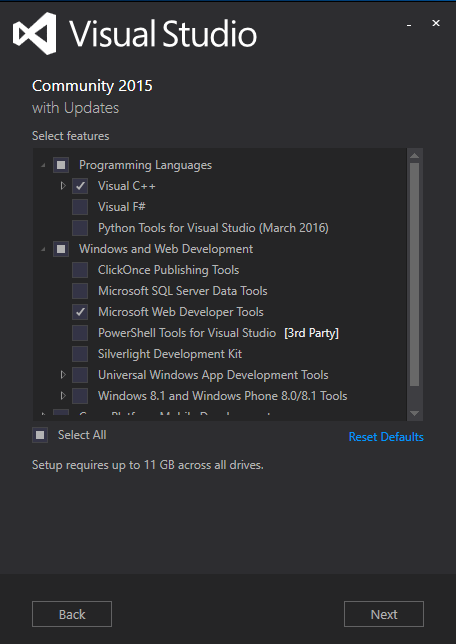 Visual Studio
Community 2015
with Updates
Select features
Programming Languages
Visual C++
Visual F#
Python Tools for Visual Studio (March 2016)
Windows and Web Development
ClickOnce Publishing Tools
Microsoft SQL Server Data Tools
Microsoft Web Developer Tools
PowerShell Tools for Visual Studio [3rd Party]
Silverlight Development Kit
Universal Windows App Development Tools
Windows 8.1 and Windows Phone 8.0/8.1 Tools
Select All
Reset Defaults
Setup requires up to 11 GB across all drives.
Back
Next